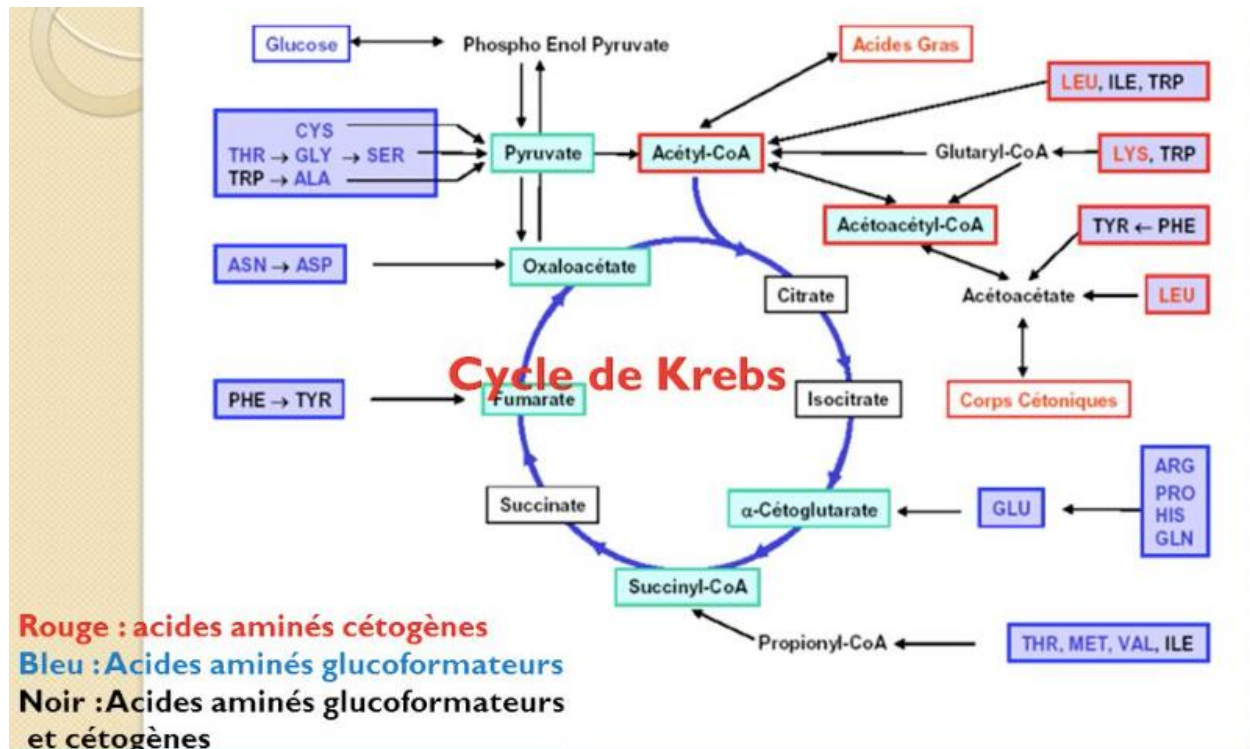 Glucose
Phospho Enol Pyruvate
Acides Gras
LEU, ILE, TRP
CYS
THR → GLY → SER
TRP → ALA
Pyruvate
Acétyl-CoA
Glutaryl-CoA
LYS, TRP
Acétoacétyl-CoA
TYR ← PHE
ASN → ASP
Oxaloacétate
Citrate
Acétoacétate
LEU
Cycle de Krebs
PHE → TYR
Fumarate
Isocitrate
Corps Cétoniques
Succinate
α-Cétoglutarate
GLU
ARG
PRO
HIS
GLN
Succinyl-CoA
Propionyl-CoA
THR, MET, VAL, ILE
Rouge : acides aminés cétogènes
Bleu : Acides aminés glucoformateurs
Noir : Acides aminés glucoformateurs
et cétogènes